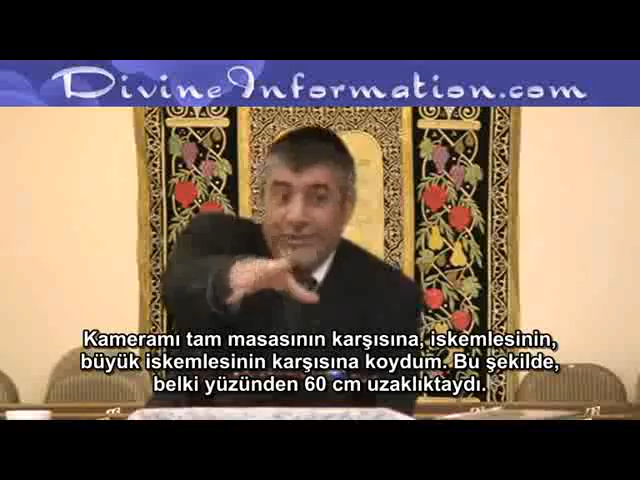 DivineInformation.com
Kameramı tam masasının karşısına, iskemlesinin,
büyük iskemlesinin karşısına koydum. Bu şekilde,
belki yüzünden 60 cm uzaklıktaydı.